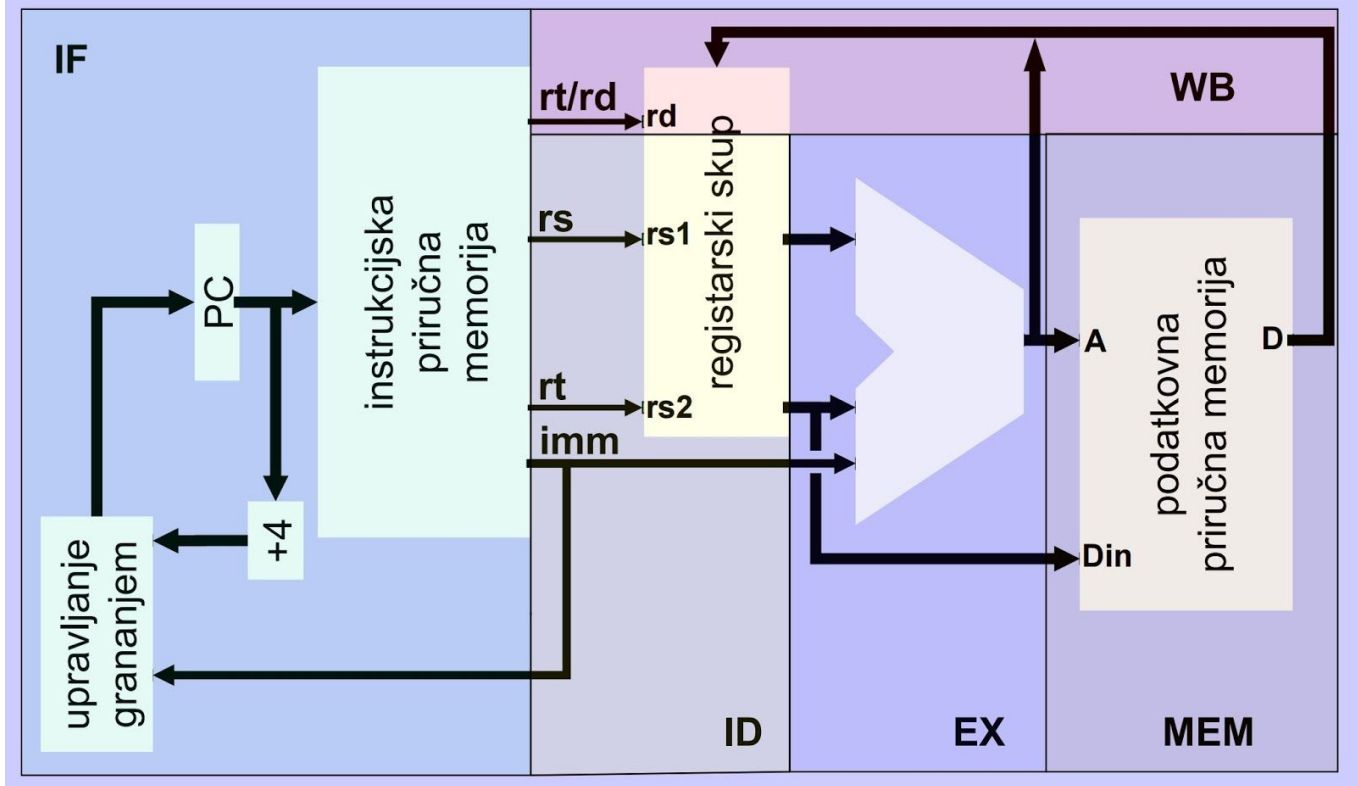 IF
WB
rt/rd
rd
rs
rs1
rt
rs2
imm
PC
+4
instrukcijska
priručna
memorija
registarski skup
upravljanje
grananjem
A
D
Din
podatkovna
priručna memorija
ID
EX
MEM